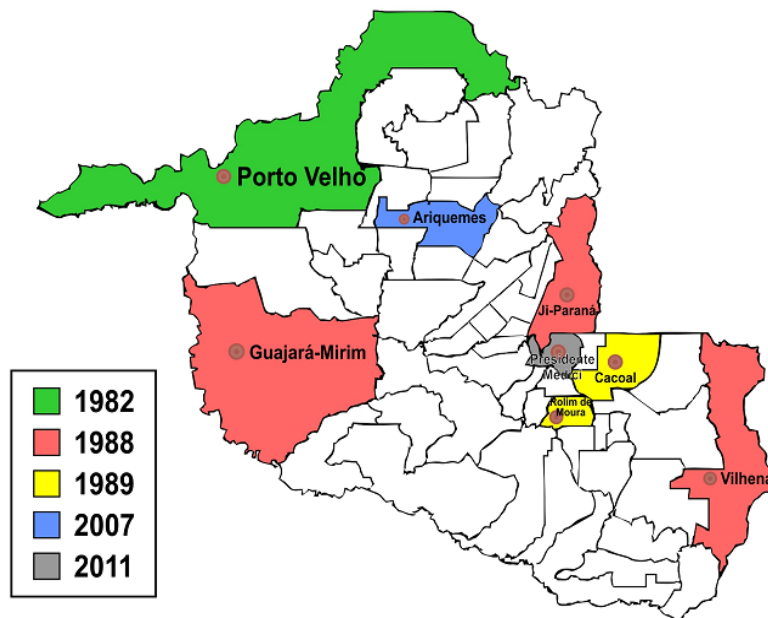 Porto Velho
Ariquemes
Ji-Paraná
Guajará-Mirim
Presidente
Médici
Cacoal
Rolim de
Moura
Vilhena
1982
1988
1989
2007
2011